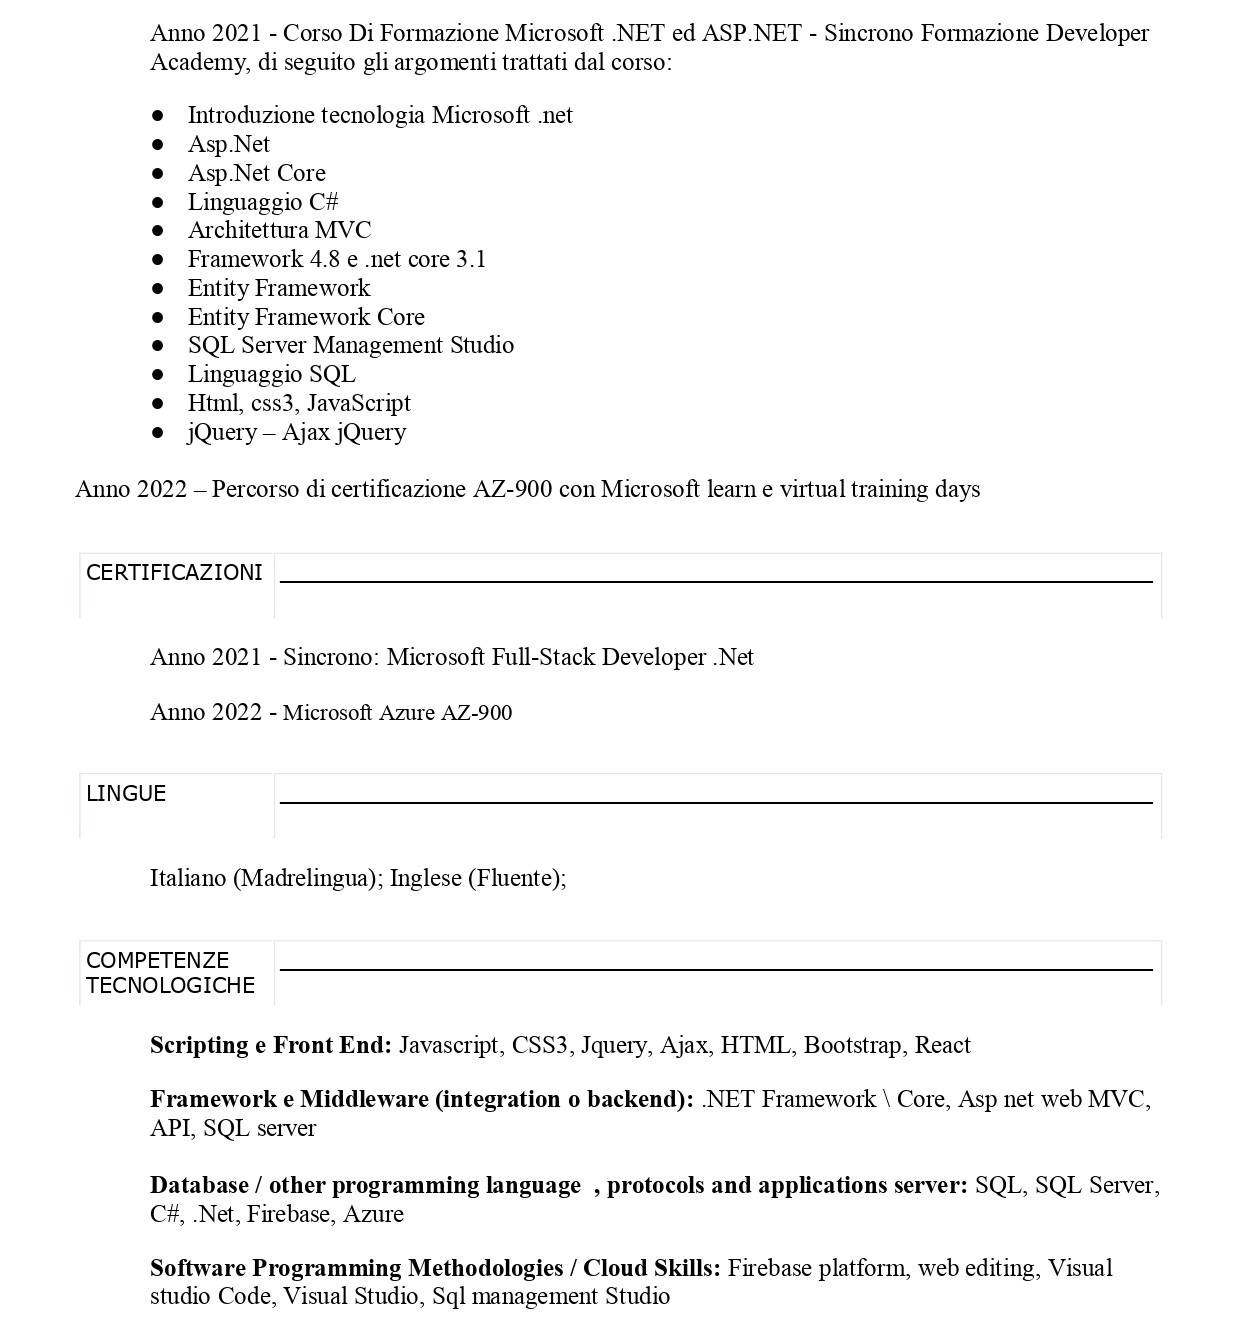 Anno 2021 - Corso Di Formazione Microsoft .NET ed ASP.NET - Sincrono Formazione Developer
Academy, di seguito gli argomenti trattati dal corso:
● Introduzione tecnologia Microsoft .net
● Asp.Net
● Asp.Net Core
● Linguaggio C#
● Architettura MVC
● Framework 4.8 e .net core 3.1
● Entity Framework
● Entity Framework Core
● SQL Server Management Studio
● Linguaggio SQL
● Html, css3, JavaScript
● jQuery – Ajax jQuery
Anno 2022 – Percorso di certificazione AZ-900 con Microsoft learn e virtual training days
CERTIFICAZIONI
Anno 2021 - Sincrono: Microsoft Full-Stack Developer .Net
Anno 2022 - Microsoft Azure AZ-900
LINGUE
Italiano (Madrelingua); Inglese (Fluente);
COMPETENZE
TECNOLOGICHE
Scripting e Front End: Javascript, CSS3, Jquery, Ajax, HTML, Bootstrap, React
Framework e Middleware (integration o backend): .NET Framework \ Core, Asp net web MVC,
API, SQL server
Database / other programming language  , protocols and applications server: SQL, SQL Server,
C#, .Net, Firebase, Azure
Software Programming Methodologies / Cloud Skills: Firebase platform, web editing, Visual
studio Code, Visual Studio, Sql management Studio